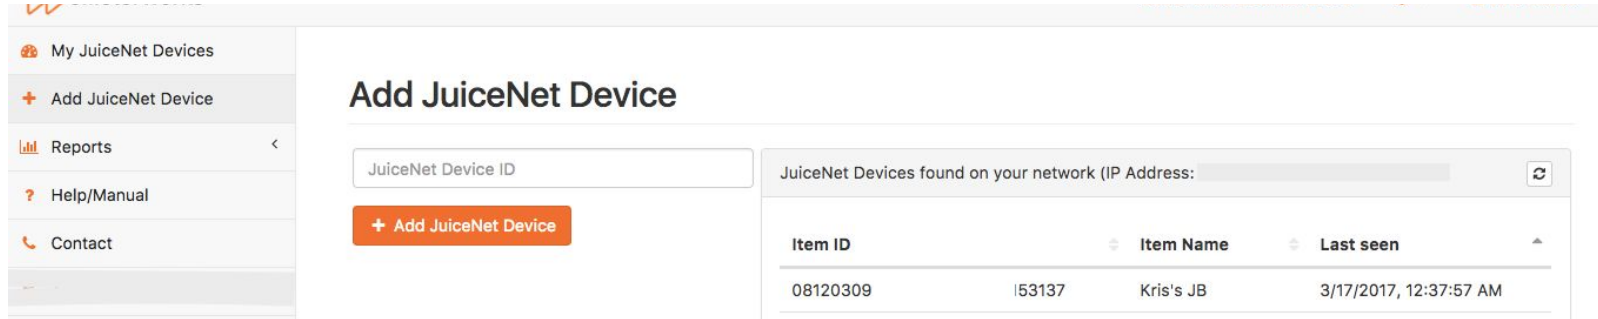 My JuiceNet Devices
Add JuiceNet Device
Reports
Help/Manual
Contact
Add JuiceNet Device
JuiceNet Device ID
+ Add JuiceNet Device
JuiceNet Devices found on your network (IP Address:
Item ID Item Name Last seen
08120309 153137 Kris's JB 3/17/2017, 12:37:57 AM